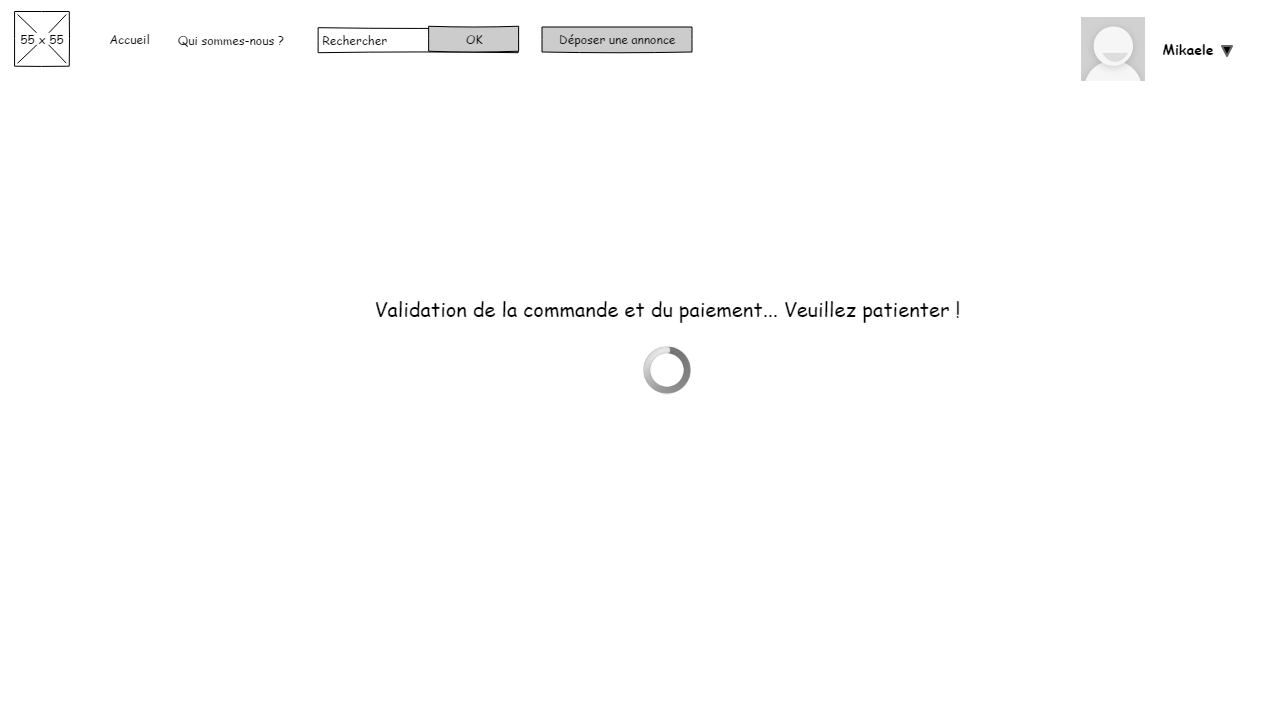 55 x 55
Accueil
Qui sommes-nous ?
Rechercher
OK
Déposer une annonce
Mikaele
Validation de la commande et du paiement... Veuillez patienter !